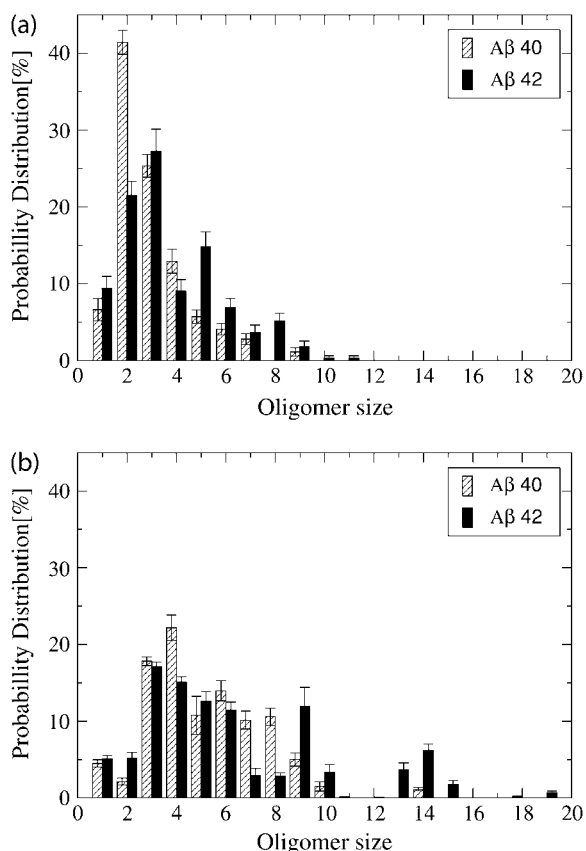 (a)
Probabillity Distribution[%]
40
30
20
10
0
Aβ 40
Aβ 42
0 2 4 6 8 10 12 14 16 18 20
Oligomer size
(b)
Probabillity Distribution[%]
40
30
20
10
0
Aβ 40
Aβ 42
0 2 4 6 8 10 12 14 16 18 20
Oligomer size